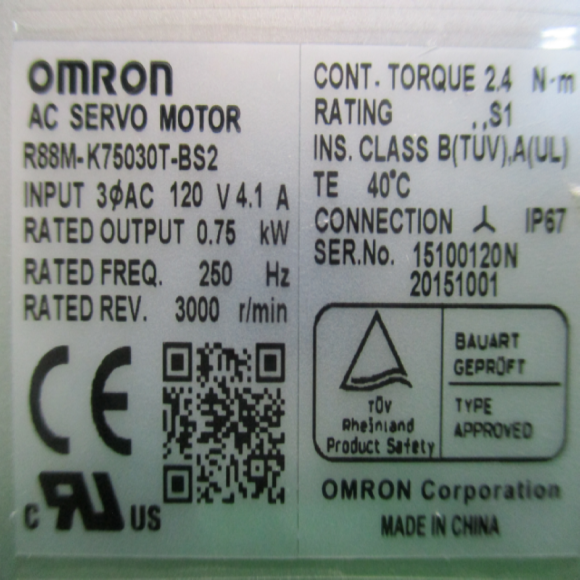 OMRON
AC SERVO MOTOR
R88M-K75030T-BS2
INPUT 3ϕAC 120 V 4.1 A
RATED OUTPUT 0.75 kW
RATED FREQ. 250 Hz
RATED REV. 3000 r/min
CE
C UR US
CONT. TORQUE 2.4 N·m
RATING S1
INS. CLASS B(TÜV),A(UL)
TE 40°C
CONNECTION 人 IP67
SER.No. 15100120N
20151001
TÜV
Rheinland
Product Safety
BAUART
GEPRÜFT
TYPE
APPROVED
OMRON Corporation
MADE IN CHINA